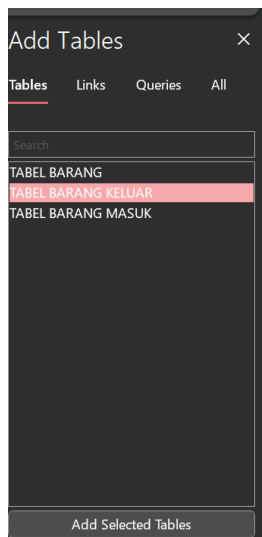 Add Tables
Tables Links Queries All
Search
TABEL BARANG
TABEL BARANG KELUAR
TABEL BARANG MASUK
Add Selected Tables